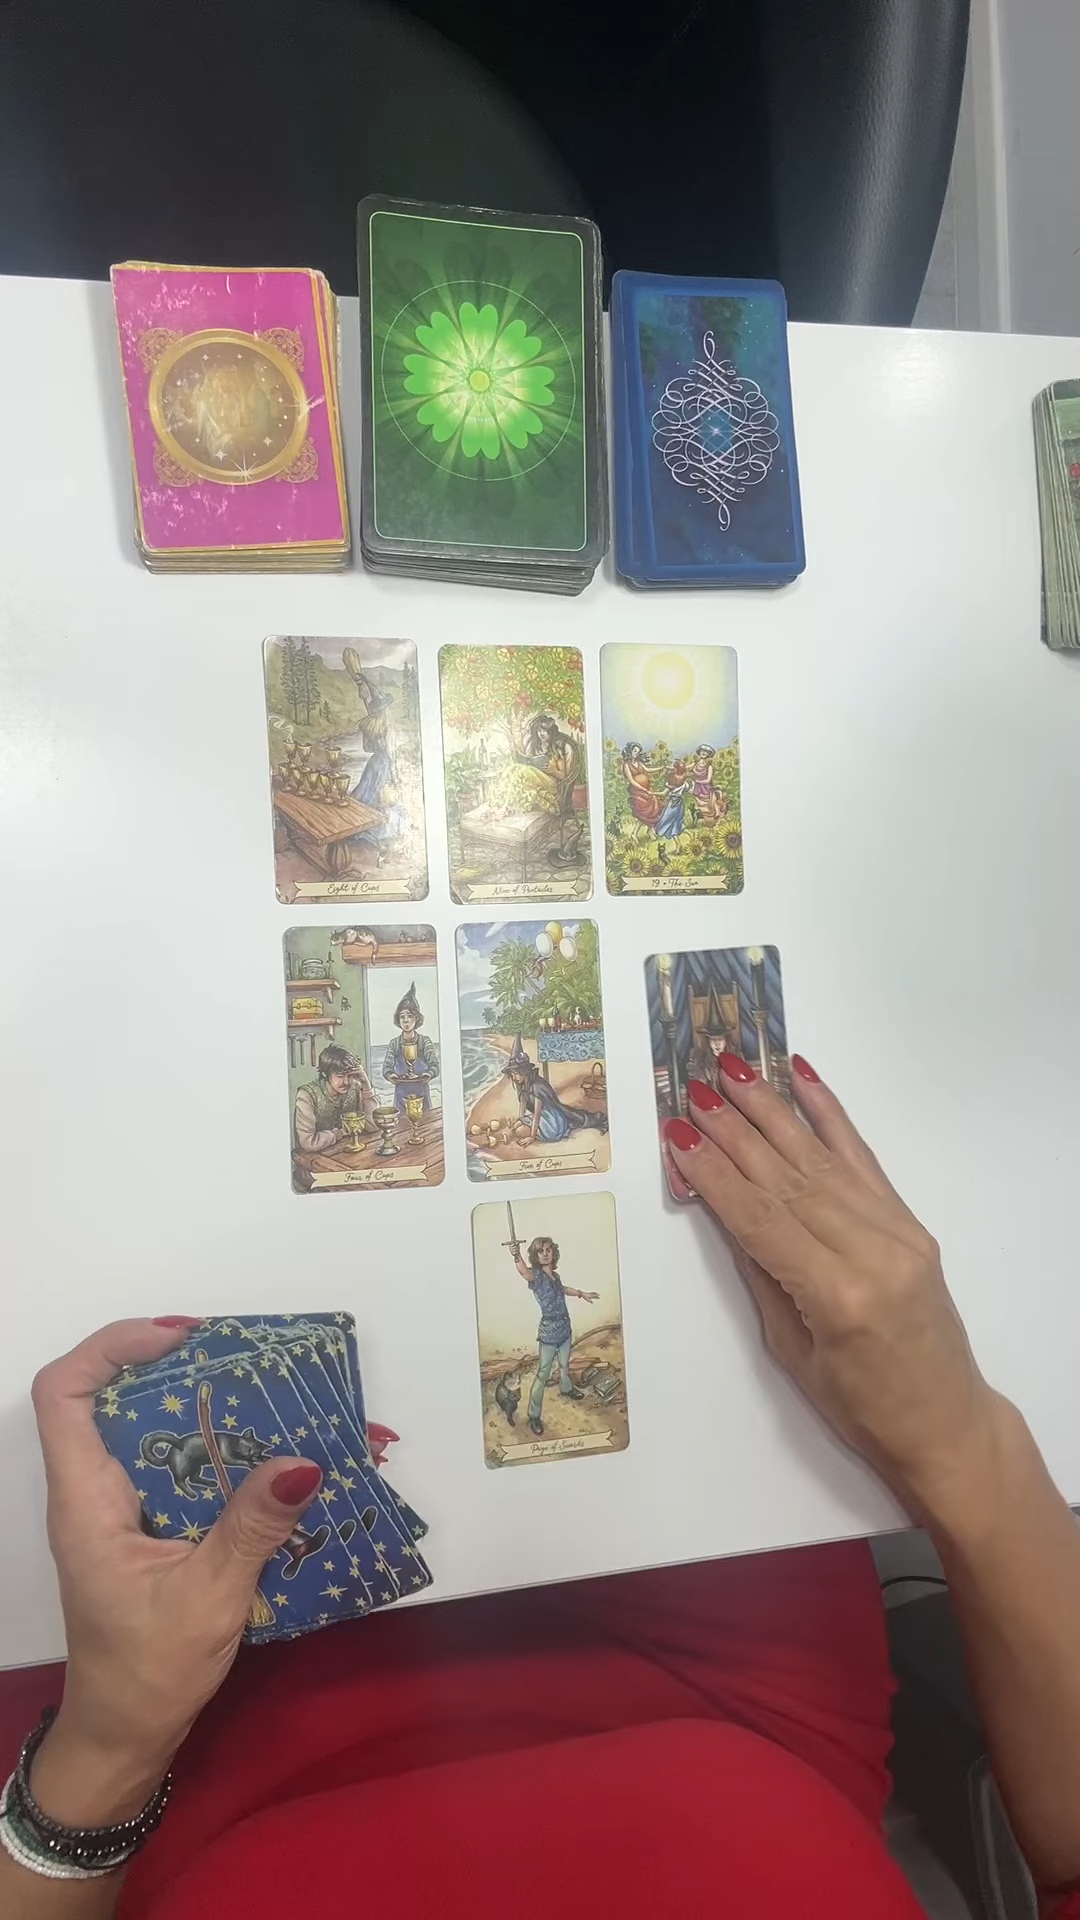 Eight of Cups
Nine of Pentacles
19 • The Sun
Four of Cups
Five of Cups
Page of Swords